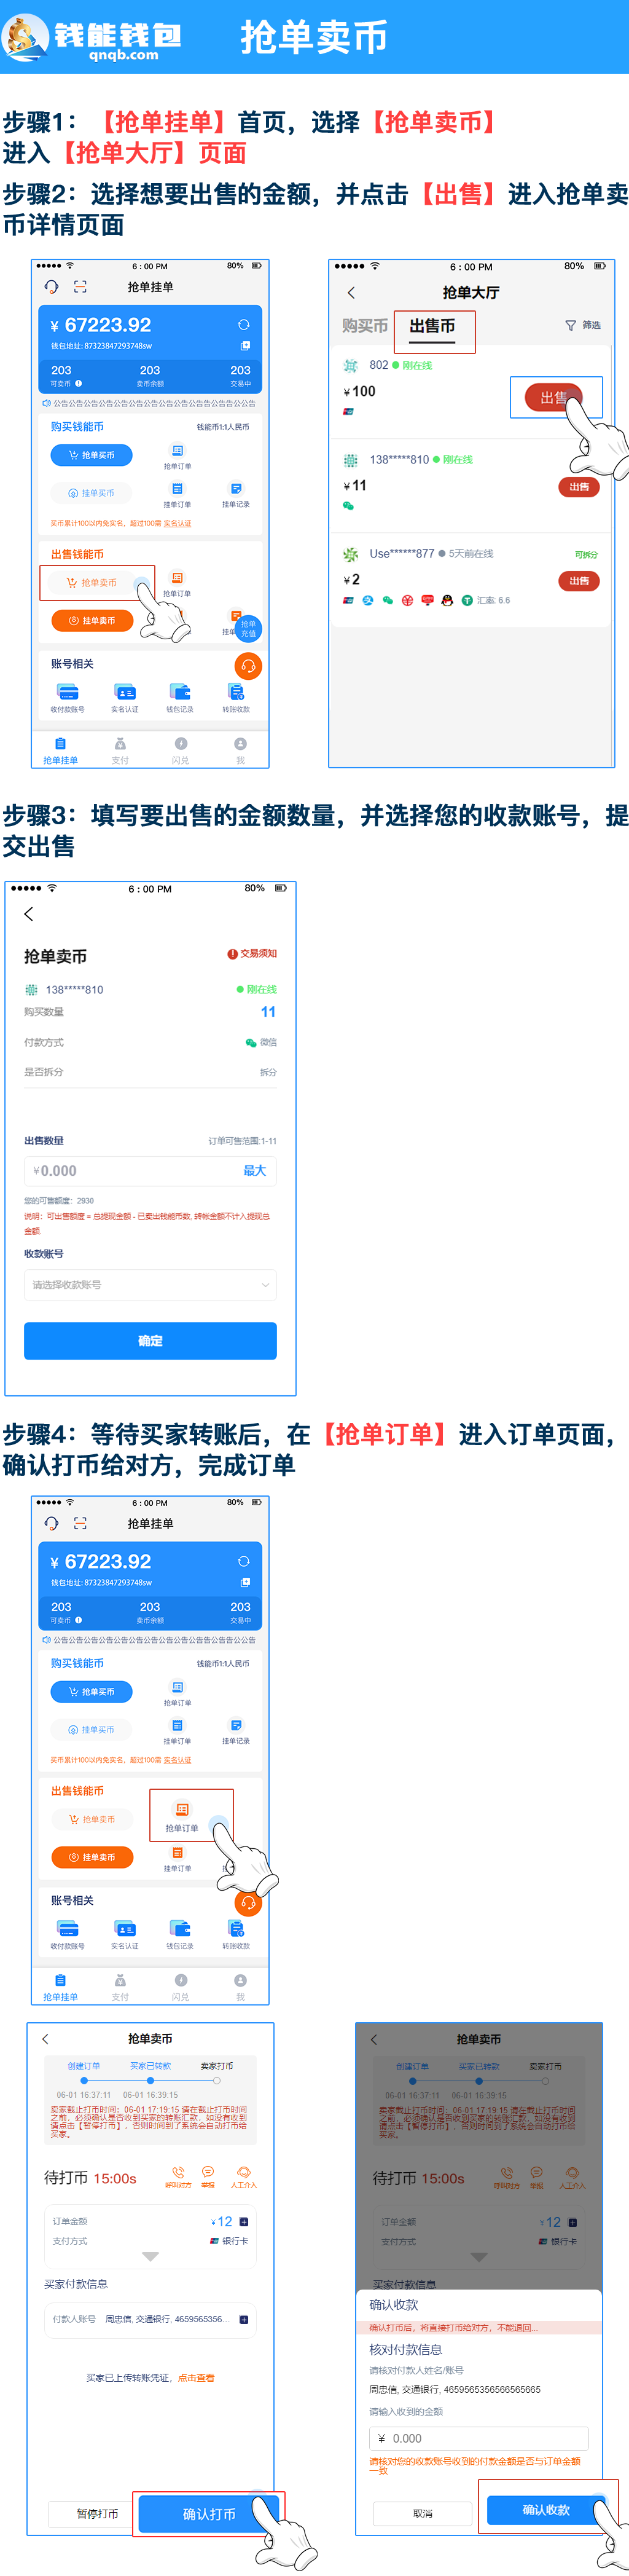 钱能钱包
qnqb.com
抢单卖币
步骤1：【抢单挂单】首页，选择【抢单卖币】
进入【抢单大厅】页面
步骤2：选择想要出售的金额，并点击【出售】进入抢单卖
币详情页面
6:00 PM 80%
抢单挂单
¥ 67223.92
钱包地址: 87323847293748sw
203 203 203
可卖币 卖币余额 交易中
公告公告公告公告公告公告公告公告公告公告公告公告公告公告
购买钱能币 钱能币1:1人民币
抢单买币 抢单订单
挂单买币 挂单订单 挂单记录
买币累计100以内免实名，超过100需 实名认证
出售钱能币
抢单卖币 抢单订单
挂单卖币
抢单
充值
账号相关
收付款账号 实名认证 钱包记录 转账收款
抢单挂单 支付 闪兑 我
6:00 PM 80%
抢单大厅
购买币 出售币 筛选
802 刚在线
¥100 出售
138*****810 刚在线
¥11 出售
Use******877 5天前在线 可拆分
¥2 出售
汇率: 6.6
步骤3：填写要出售的金额数量，并选择您的收款账号，提
交出售
6:00 PM 80%
抢单卖币 交易须知
138*****810 刚在线
购买数量 11
付款方式 微信
是否拆分 拆分
出售数量 订单可售范围:1-11
¥0.000 最大
您的可售额度：2930
说明：可出售额度 = 总提现金额 - 已卖出钱能币数, 转帐金额不计入提现总
金额.
收款账号
请选择收款账号
确定
步骤4：等待买家转账后，在【抢单订单】进入订单页面，
确认打币给对方，完成订单
6:00 PM 80%
抢单挂单
¥ 67223.92
钱包地址: 87323847293748sw
203 203 203
可卖币 卖币余额 交易中
公告公告公告公告公告公告公告公告公告公告公告公告公告公告
购买钱能币 钱能币1:1人民币
抢单买币 抢单订单
挂单买币 挂单订单 挂单记录
买币累计100以内免实名，超过100需 实名认证
出售钱能币
抢单卖币 抢单订单
挂单卖币 挂单订单
账号相关
收付款账号 实名认证 钱包记录 转账收款
抢单挂单 支付 闪兑 我
抢单卖币
创建订单 买家已转款 卖家打币
06-01 16:37:11 06-01 16:39:15
卖家截止打币时间：06-01 17:19:15 请在截止打币时间
之前，必须确认是否收到买家的转账汇款，如没有收到
请点击【暂停打币】，否则时间到了系统会自动打币给
买家。
待打币 15:00s 呼叫对方 举报 人工介入
订单金额 ¥12
支付方式 银行卡
买家付款信息
付款人账号 周忠信, 交通银行, 4659565356...
买家已上传转账凭证，点击查看
暂停打币 确认打币
抢单卖币
创建订单 买家已转款 卖家打币
06-01 16:37:11 06-01 16:39:15
卖家截止打币时间：06-01 17:19:15 请在截止打币时间
之前，必须确认是否收到买家的转账汇款，如没有收到
请点击【暂停打币】，否则时间到了系统会自动打币给
买家。
待打币 15:00s 呼叫对方 举报 人工介入
订单金额 ¥12
支付方式 银行卡
买家付款信息
确认收款
确认打币后，将直接打币给对方，不能退回...
核对付款信息
请核对付款人姓名/账号
周忠信, 交通银行, 4659565356566565665
请输入收到的金额
¥ 0.000
请核对您的收款账号收到的付款金额是否与订单金额
一致
取消 确认收款